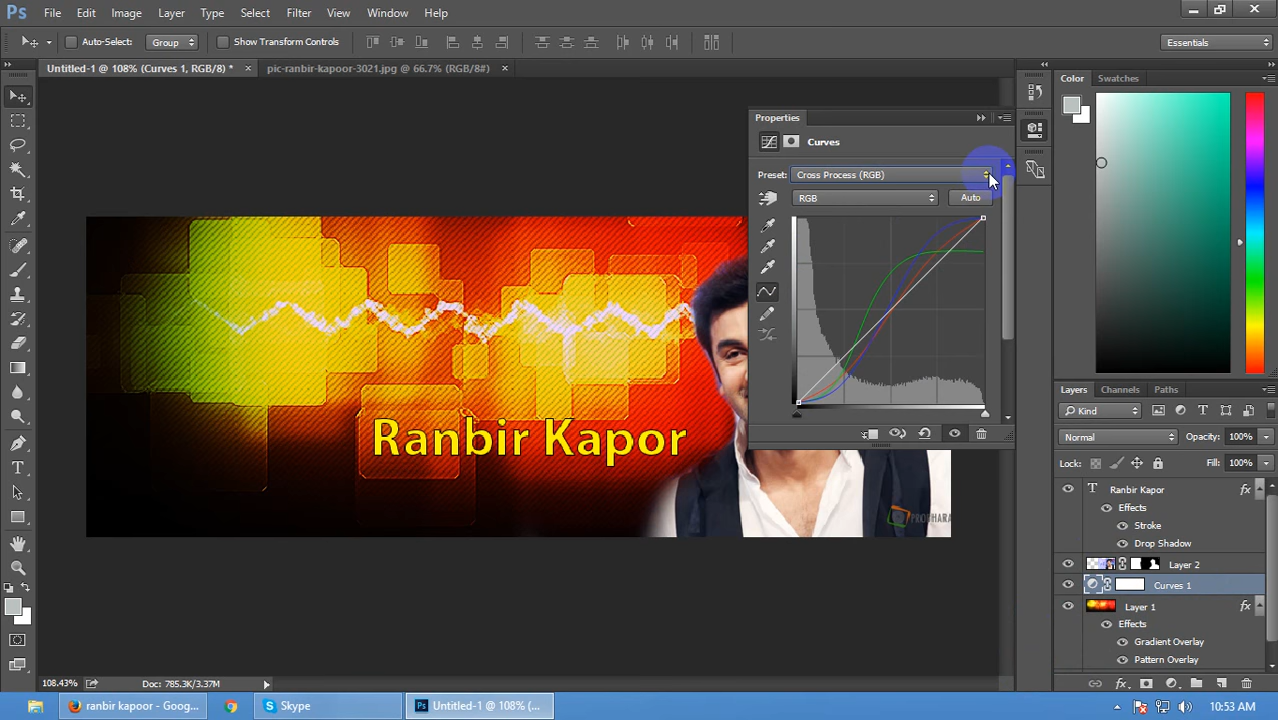 Ps File Edit Image Layer Type Select Filter 3D View Window Help
Auto-Select: Group Show Transform Controls Essentials
Untitled-1 @ 108% (Curves 1, RGB/8) * × pic-ranbir-kapoor-3021.jpg @ 66.7% (RGB/8#) ×
Color Swatches
Properties
Curves
Preset: Cross Process (RGB)
RGB Auto
Ranbir Kapor
Layers Channels Paths
Kind
Normal Opacity: 100%
Lock: Fill: 100%
T Ranbir Kapor fx
Effects
Stroke
Drop Shadow
Layer 2
Curves 1
Layer 1 fx
Effects
Gradient Overlay
Pattern Overlay
108.43% Doc: 785.3K/3.37M
ranbir kapoor - Goog... Skype Untitled-1 @ 108% (... 10:53 AM